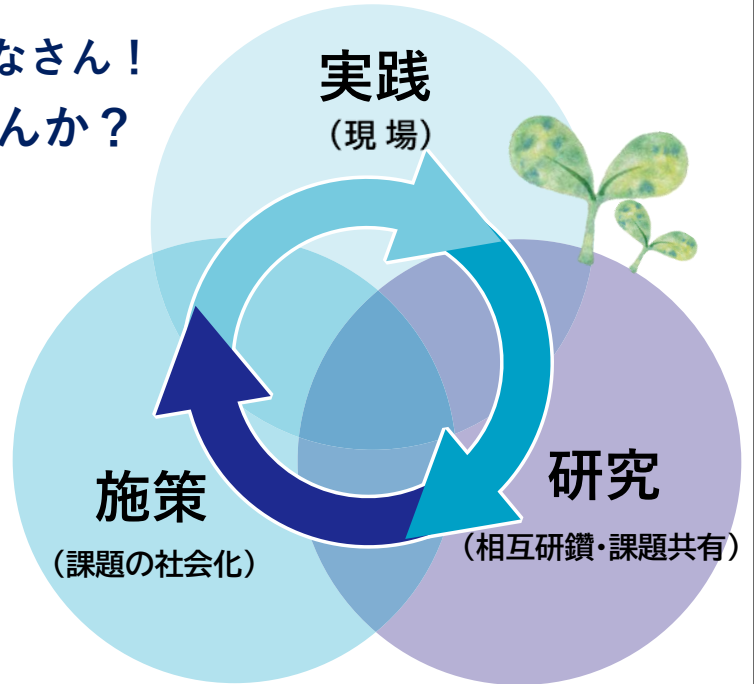 なさん！
んか？
実践
（現 場）
施策
（課題の社会化）
研究
（相互研鑽・課題共有）